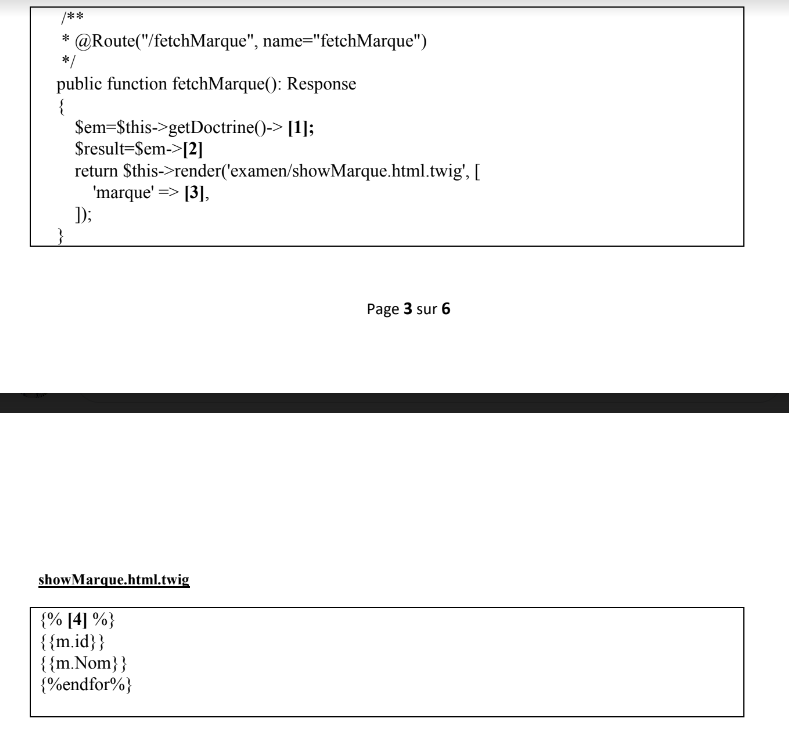 /**
* @Route("/fetchMarque", name="fetchMarque")
*/
public function fetchMarque(): Response
{
$em=$this->getDoctrine()-> [1];
$result=$em->[2]
return $this->render('examen/showMarque.html.twig', [
'marque' => [3],
]);
}
Page 3 sur 6
showMarque.html.twig
{% [4] %}
{{m.id}}
{{m.Nom}}
{%endfor%}